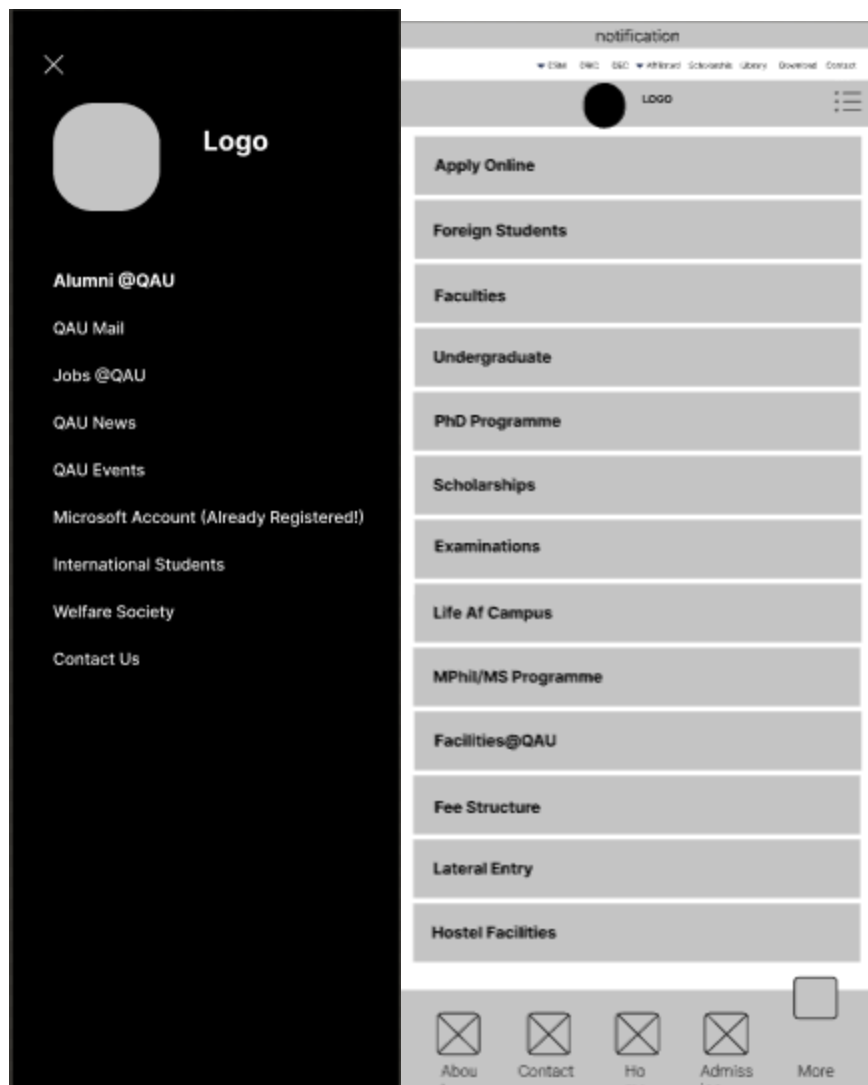 Logo
Alumni @QAU
QAU Mail
Jobs @QAU
QAU News
QAU Events
Microsoft Account (Already Registered!)
International Students
Welfare Society
Contact Us
notification
Affiliated Scholarship Library Download Contact
LOGO
Apply Online
Foreign Students
Faculties
Undergraduate
PhD Programme
Scholarships
Examinations
Life Af Campus
MPhil/MS Programme
Facilities@QAU
Fee Structure
Lateral Entry
Hostel Facilities
Abou Contact Ho Admiss More